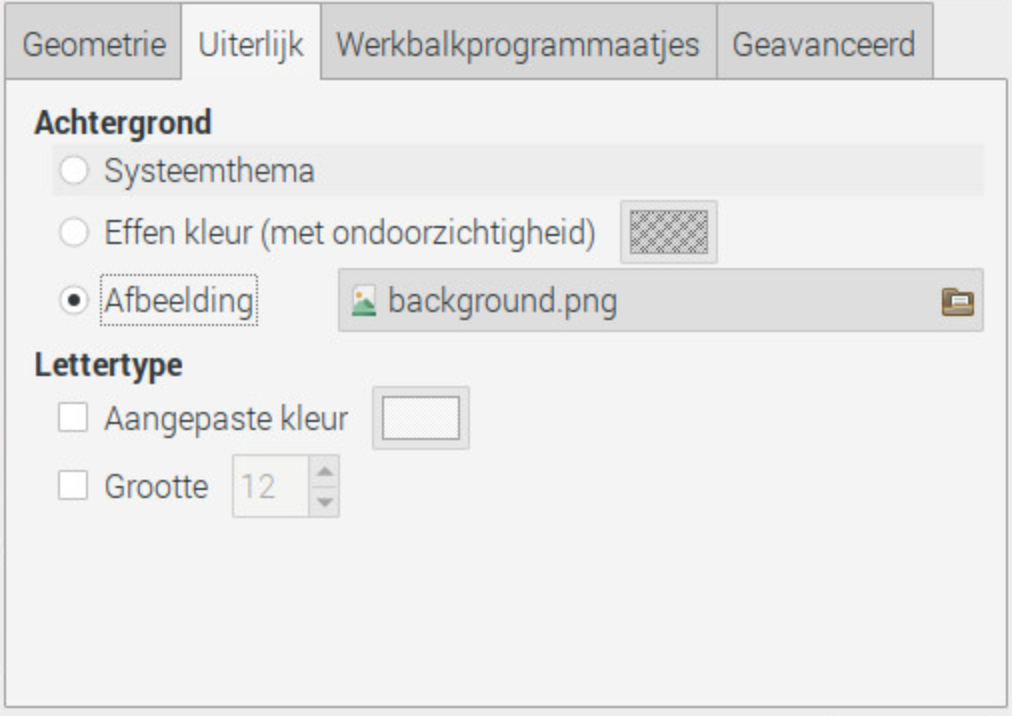 Geometrie Uiterlijk Werkbalkprogrammaatjes Geavanceerd
Achtergrond
Systeemthema
Effen kleur (met ondoorzichtigheid)
Afbeelding background.png
Lettertype
Aangepaste kleur
Grootte 12